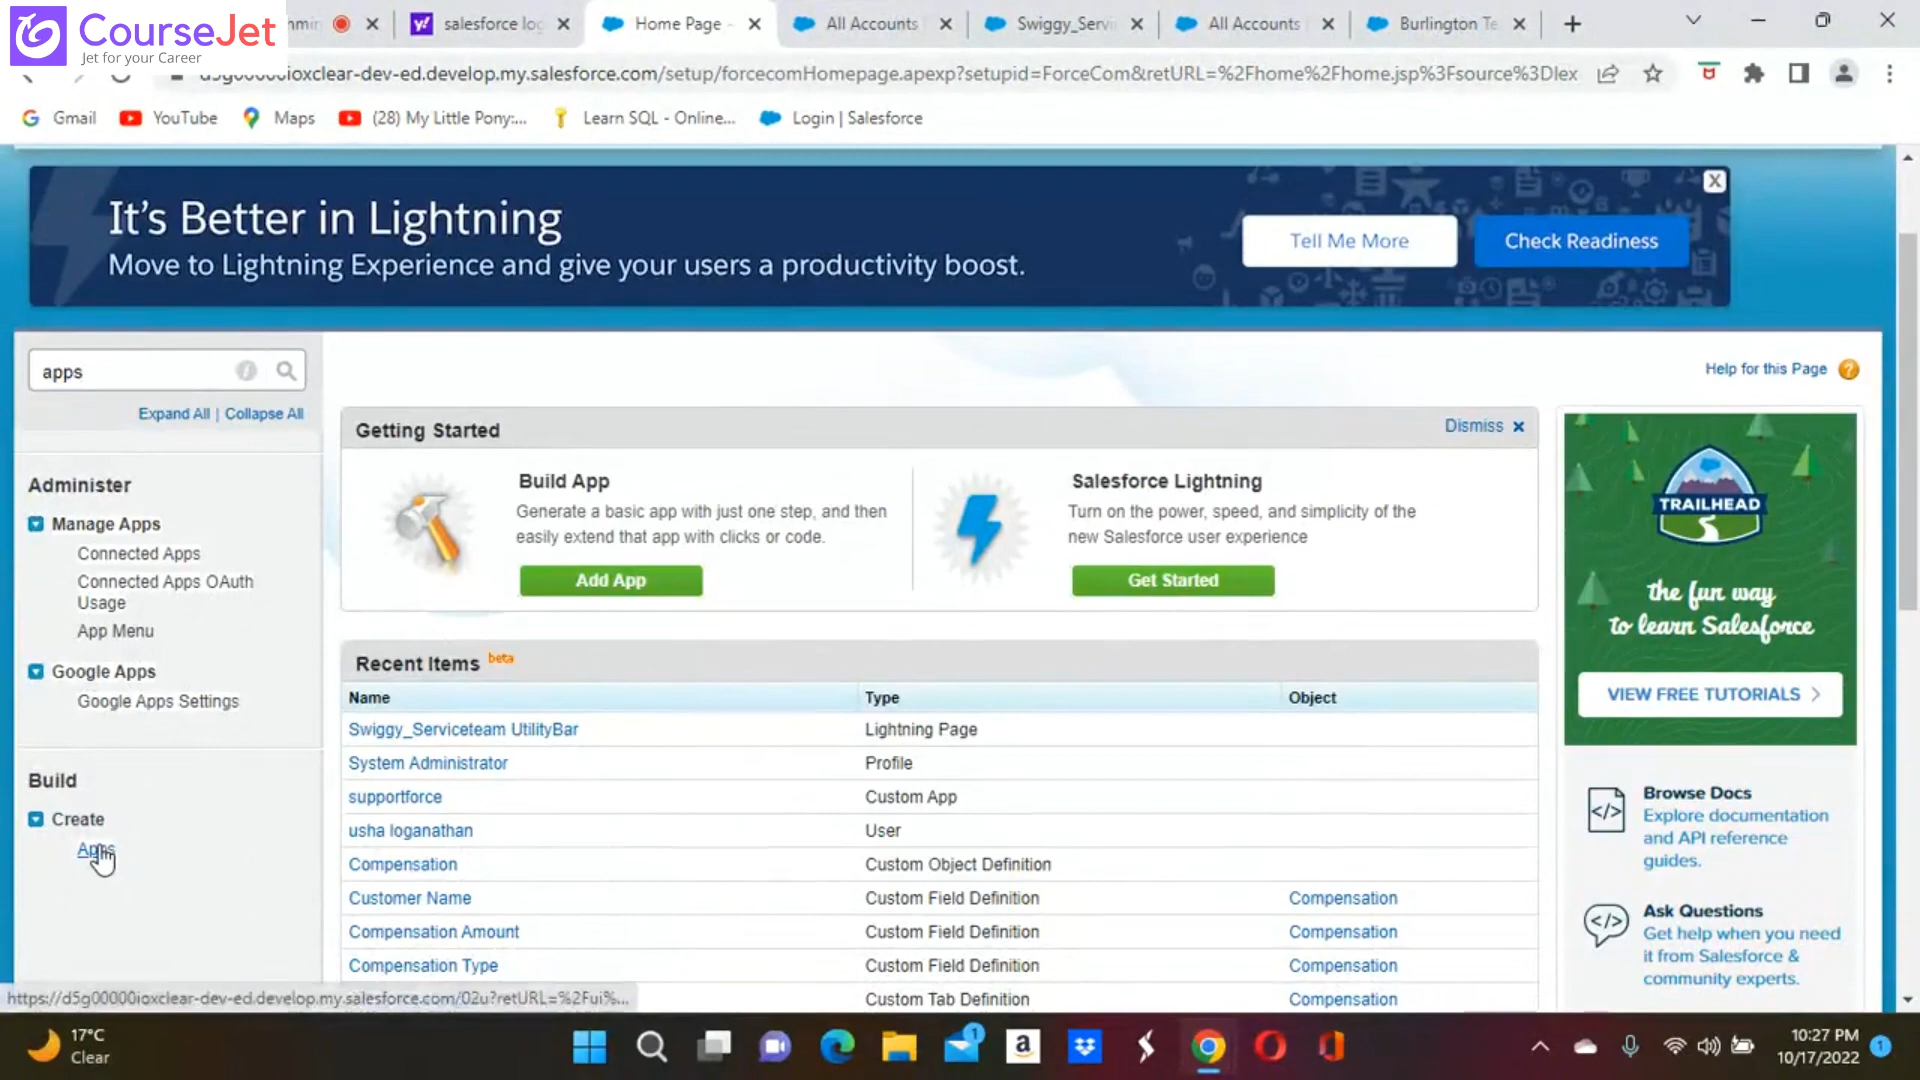 CourseJet
Jet for your Career
salesforce log
Home Page -
All Accounts
Swiggy_Servi
All Accounts
Burlington Te
d5g00000ioxclear-dev-ed.develop.my.salesforce.com/setup/forcecomHomepage.apexp?setupid=ForceCom&retURL=%2Fhome%2Fhome.jsp%3Fsource%3Dlex
Gmail
YouTube
Maps
(28) My Little Pony:...
Learn SQL - Online...
Login | Salesforce
It's Better in Lightning
Move to Lightning Experience and give your users a productivity boost.
Tell Me More
Check Readiness
X
apps
Expand All | Collapse All
Help for this Page
Administer
Manage Apps
Connected Apps
Connected Apps OAuth
Usage
App Menu
Google Apps
Google Apps Settings
Build
Create
Apps
Getting Started
Dismiss
Build App
Generate a basic app with just one step, and then
easily extend that app with clicks or code.
Add App
Salesforce Lightning
Turn on the power, speed, and simplicity of the
new Salesforce user experience
Get Started
Recent Items beta
Name Type Object
Swiggy_Serviceteam UtilityBar Lightning Page
System Administrator Profile
supportforce Custom App
usha loganathan User
Compensation Custom Object Definition
Customer Name Custom Field Definition Compensation
Compensation Amount Custom Field Definition Compensation
Compensation Type Custom Field Definition Compensation
Custom Tab Definition Compensation
TRAILHEAD
the fun way
to learn Salesforce
VIEW FREE TUTORIALS
Browse Docs
Explore documentation
and API reference
guides.
Ask Questions
Get help when you need
it from Salesforce &
community experts.
https://d5g00000ioxclear-dev-ed.develop.my.salesforce.com/02u?retURL=%2Fui%...
17°C
Clear
1
10:27 PM
10/17/2022
1